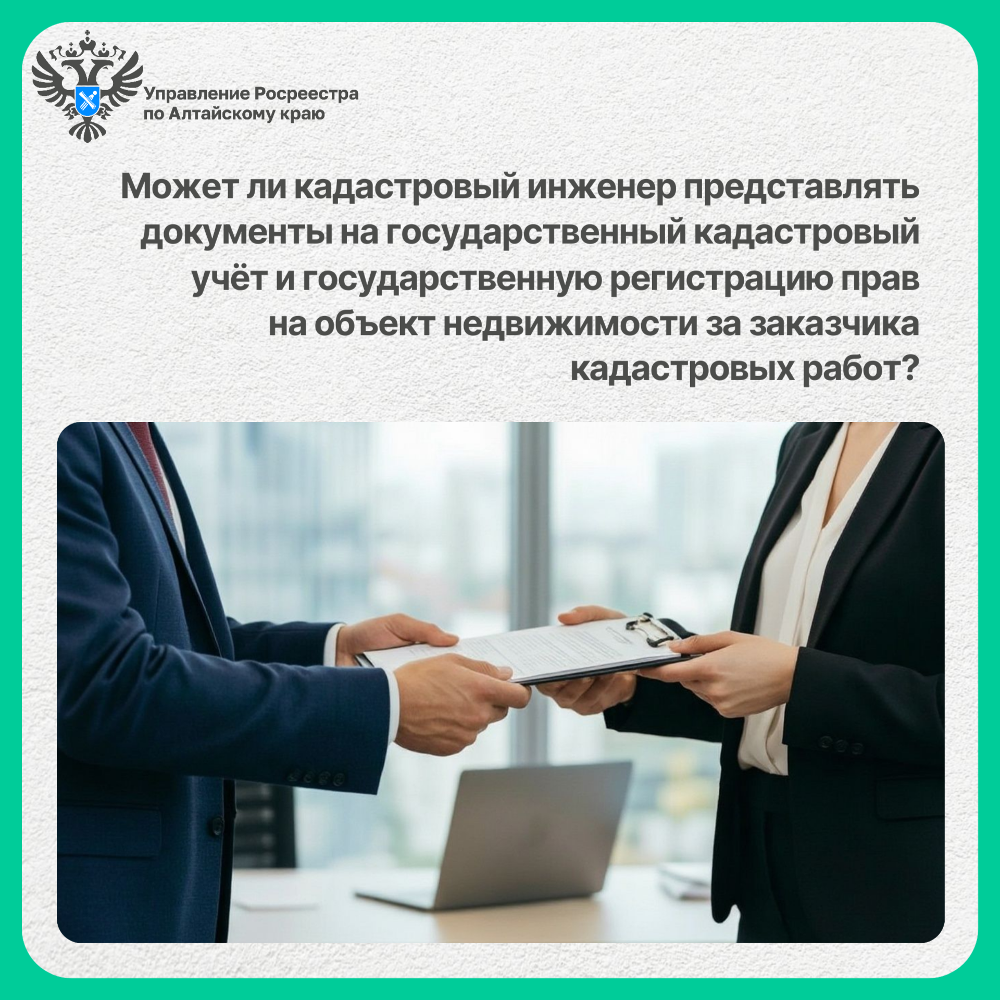 Управление Росреестра
по Алтайскому краю
Может ли кадастровый инженер представлять
документы на государственный кадастровый
учёт и государственную регистрацию прав
на объект недвижимости за заказчика
кадастровых работ?